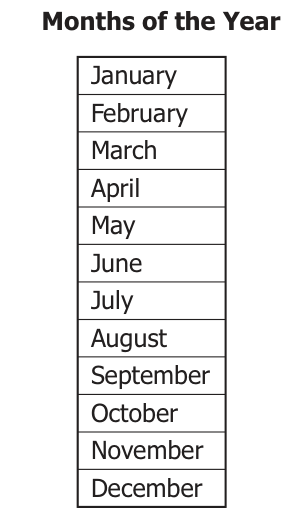 Months of the Year
January
February
March
April
May
June
July
August
September
October
November
December